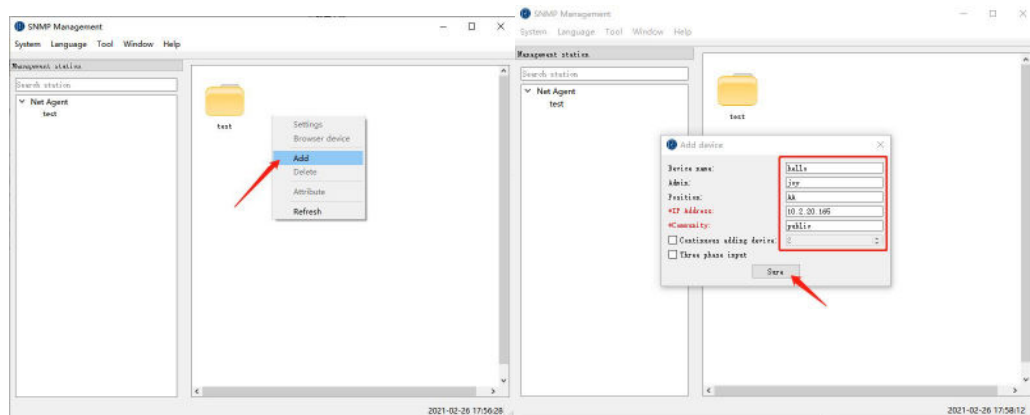 SNMP Management
System Language Tool Window Help
Management station
Search station
Net Agent
test
test
Settings
Browser device
Add
Delete
Attribute
Refresh
2021-02-26 17:56:28
SNMP Management
System Language Tool Window Help
Management station
Search station
Net Agent
test
test
Add device
Device name: hello
Admin: joy
Position: AA
*IP Address: 10.2.20.165
*Community: public
Continuous adding device: 2
Three phase input
Sure
2021-02-26 17:58:12